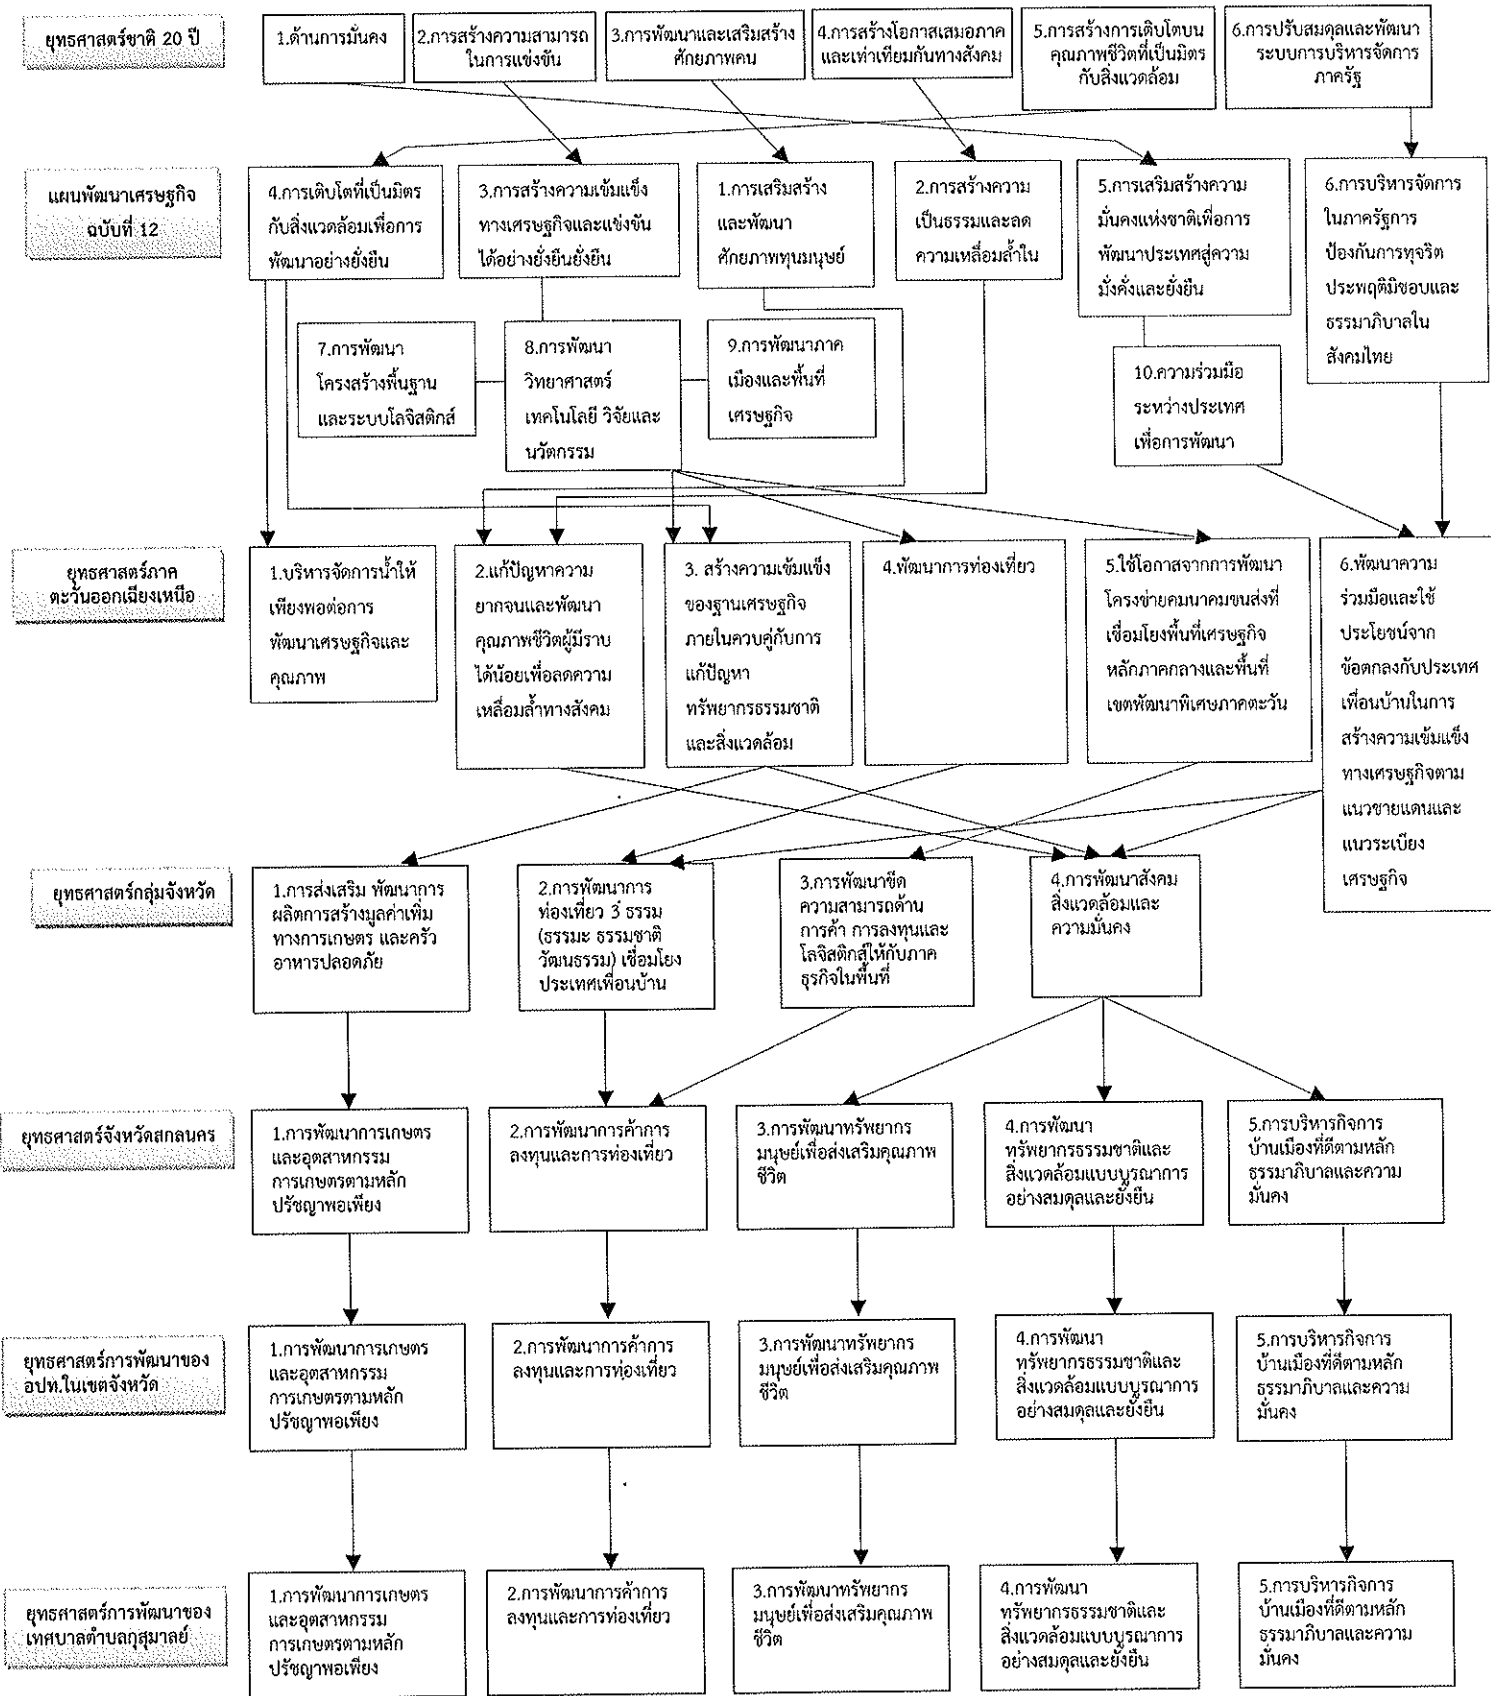 ยุทธศาสตร์ชาติ 20 ปี
1.ด้านการมั่นคง
2.การสร้างความสามารถ
ในการแข่งขัน
3.การพัฒนาและเสริมสร้าง
ศักยภาพคน
4.การสร้างโอกาสเสมอภาค
และเท่าเทียมกันทางสังคม
5.การสร้างการเติบโตบน
คุณภาพชีวิตที่เป็นมิตร
กับสิ่งแวดล้อม
6.การปรับสมดุลและพัฒนา
ระบบการบริหารจัดการ
ภาครัฐ
แผนพัฒนาเศรษฐกิจ
ฉบับที่ 12
4.การเติบโตที่เป็นมิตร
กับสิ่งแวดล้อมเพื่อการ
พัฒนาอย่างยั่งยืน
3.การสร้างความเข้มแข็ง
ทางเศรษฐกิจและแข่งขัน
ได้อย่างยั่งยืนยั่งยืน
1.การเสริมสร้าง
และพัฒนา
ศักยภาพทุนมนุษย์
2.การสร้างความ
เป็นธรรมและลด
ความเหลื่อมล้ำใน
5.การเสริมสร้างความ
มั่นคงแห่งชาติเพื่อการ
พัฒนาประเทศสู่ความ
มั่งคั่งและยั่งยืน
6.การบริหารจัดการ
ในภาครัฐการ
ป้องกันการทุจริต
ประพฤติมิชอบและ
ธรรมาภิบาลใน
สังคมไทย
7.การพัฒนา
โครงสร้างพื้นฐาน
และระบบโลจิสติกส์
8.การพัฒนา
วิทยาศาสตร์
เทคโนโลยี วิจัยและ
นวัตกรรม
9.การพัฒนาภาค
เมืองและพื้นที่
เศรษฐกิจ
10.ความร่วมมือ
ระหว่างประเทศ
เพื่อการพัฒนา
ยุทธศาสตร์ภาค
ตะวันออกเฉียงเหนือ
1.บริหารจัดการน้ำให้
เพียงพอต่อการ
พัฒนาเศรษฐกิจและ
คุณภาพ
2.แก้ปัญหาความ
ยากจนและพัฒนา
คุณภาพชีวิตผู้มีราบ
ได้น้อยเพื่อลดความ
เหลื่อมล้ำทางสังคม
3. สร้างความเข้มแข็ง
ของฐานเศรษฐกิจ
ภายในควบคู่กับการ
แก้ปัญหา
ทรัพยากรธรรมชาติ
และสิ่งแวดล้อม
4.พัฒนาการท่องเที่ยว
5.ใช้โอกาสจากการพัฒนา
โครงข่ายคมนาคมขนส่งที่
เชื่อมโยงพื้นที่เศรษฐกิจ
หลักภาคกลางและพื้นที่
เขตพัฒนาพิเศษภาคตะวัน
6.พัฒนาความ
ร่วมมือและใช้
ประโยชน์จาก
ข้อตกลงกับประเทศ
เพื่อนบ้านในการ
สร้างความเข้มแข็ง
ทางเศรษฐกิจตาม
แนวชายแดนและ
แนวระเบียง
เศรษฐกิจ
ยุทธศาสตร์กลุ่มจังหวัด
1.การส่งเสริม พัฒนาการ
ผลิตการสร้างมูลค่าเพิ่ม
ทางการเกษตร และครัว
อาหารปลอดภัย
2.การพัฒนาการ
ท่องเที่ยว 3 ธรรม
(ธรรมะ ธรรมชาติ
วัฒนธรรม) เชื่อมโยง
ประเทศเพื่อนบ้าน
3.การพัฒนาขีด
ความสามารถด้าน
การค้า การลงทุนและ
โลจิสติกส์ให้กับภาค
ธุรกิจในพื้นที่
4.การพัฒนาสังคม
สิ่งแวดล้อมและ
ความมั่นคง
ยุทธศาสตร์จังหวัดสกลนคร
1.การพัฒนาการเกษตร
และอุตสาหกรรม
การเกษตรตามหลัก
ปรัชญาพอเพียง
2.การพัฒนาการค้าการ
ลงทุนและการท่องเที่ยว
3.การพัฒนาทรัพยากร
มนุษย์เพื่อส่งเสริมคุณภาพ
ชีวิต
4.การพัฒนา
ทรัพยากรธรรมชาติและ
สิ่งแวดล้อมแบบบูรณาการ
อย่างสมดุลและยั่งยืน
5.การบริหารกิจการ
บ้านเมืองที่ดีตามหลัก
ธรรมาภิบาลและความ
มั่นคง
ยุทธศาสตร์การพัฒนาของ
อปท.ในเขตจังหวัด
1.การพัฒนาการเกษตร
และอุตสาหกรรม
การเกษตรตามหลัก
ปรัชญาพอเพียง
2.การพัฒนาการค้าการ
ลงทุนและการท่องเที่ยว
3.การพัฒนาทรัพยากร
มนุษย์เพื่อส่งเสริมคุณภาพ
ชีวิต
4.การพัฒนา
ทรัพยากรธรรมชาติและ
สิ่งแวดล้อมแบบบูรณาการ
อย่างสมดุลและยั่งยืน
5.การบริหารกิจการ
บ้านเมืองที่ดีตามหลัก
ธรรมาภิบาลและความ
มั่นคง
ยุทธศาสตร์การพัฒนาของ
เทศบาลตำบลกุสุมาลย์
1.การพัฒนาการเกษตร
และอุตสาหกรรม
การเกษตรตามหลัก
ปรัชญาพอเพียง
2.การพัฒนาการค้าการ
ลงทุนและการท่องเที่ยว
3.การพัฒนาทรัพยากร
มนุษย์เพื่อส่งเสริมคุณภาพ
ชีวิต
4.การพัฒนา
ทรัพยากรธรรมชาติและ
สิ่งแวดล้อมแบบบูรณาการ
อย่างสมดุลและยั่งยืน
5.การบริหารกิจการ
บ้านเมืองที่ดีตามหลัก
ธรรมาภิบาลและความ
มั่นคง